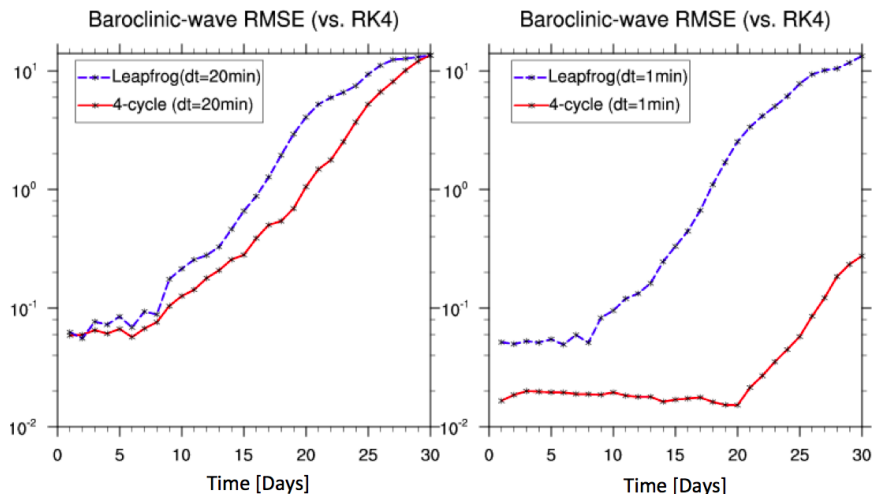 Baroclinic-wave RMSE (vs. RK4)
Leapfrog(dt=20min)
4-cycle (dt=20min)
10^1
10^0
10^-1
10^-2
0 5 10 15 20 25 30
Time [Days]
Baroclinic-wave RMSE (vs. RK4)
Leapfrog(dt=1min)
4-cycle (dt=1min)
10^1
10^0
10^-1
10^-2
0 5 10 15 20 25 30
Time [Days]